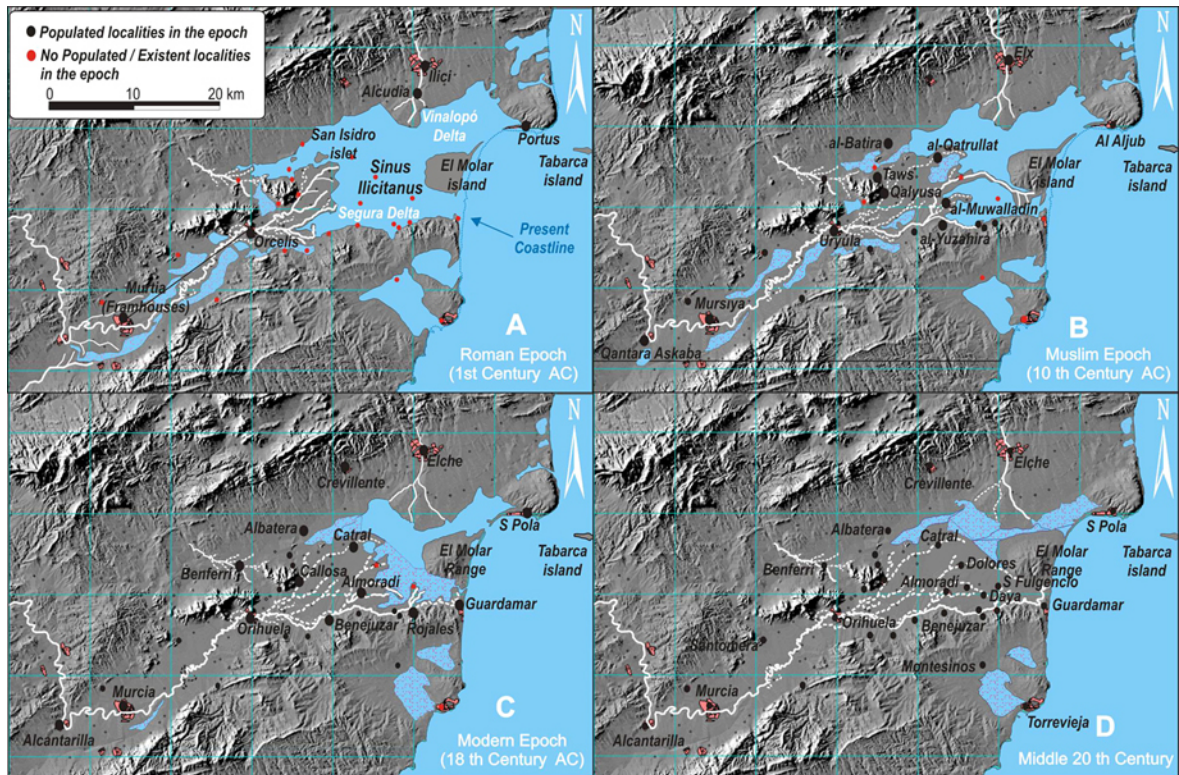 Populated localities in the epoch
No Populated / Existent localities
in the epoch
0 10 20 km
N
Ilici
Alcudia
Vinalopó
Delta
Portus
San Isidro
islet
Sinus
Ilicitanus
El Molar
island
Tabarca
island
Segura Delta
Orcelis
Present
Coastline
Murtia
(Framhouses)
A
Roman Epoch
(1st Century AC)
N
Elx
al-Batira
al-Qatrullat
Al Aljub
Taws
Qalyusa
El Molar
island
Tabarca
island
al-Muwalladin
Uryula
al-Yuzahira
Mursiya
Qantara Askaba
B
Muslim Epoch
(10 th Century AC)
N
Elche
Crevillente
Albatera
Catral
S Pola
El Molar
Range
Tabarca
island
Benferri
Callosa
Almoradí
Guardamar
Orihuela
Benejuzar
Rojales
Murcia
Alcantarilla
C
Modern Epoch
(18 th Century AC)
N
Elche
Crevillente
Albatera
Catral
S Pola
El Molar
Range
Tabarca
island
Benferri
Dolores
Almoradi
S Fulgencio
Daya
Guardamar
Orihuela
Benejuzar
Santomera
Montesinos
Murcia
Alcantarilla
Torrevieja
D
Middle 20 th Century